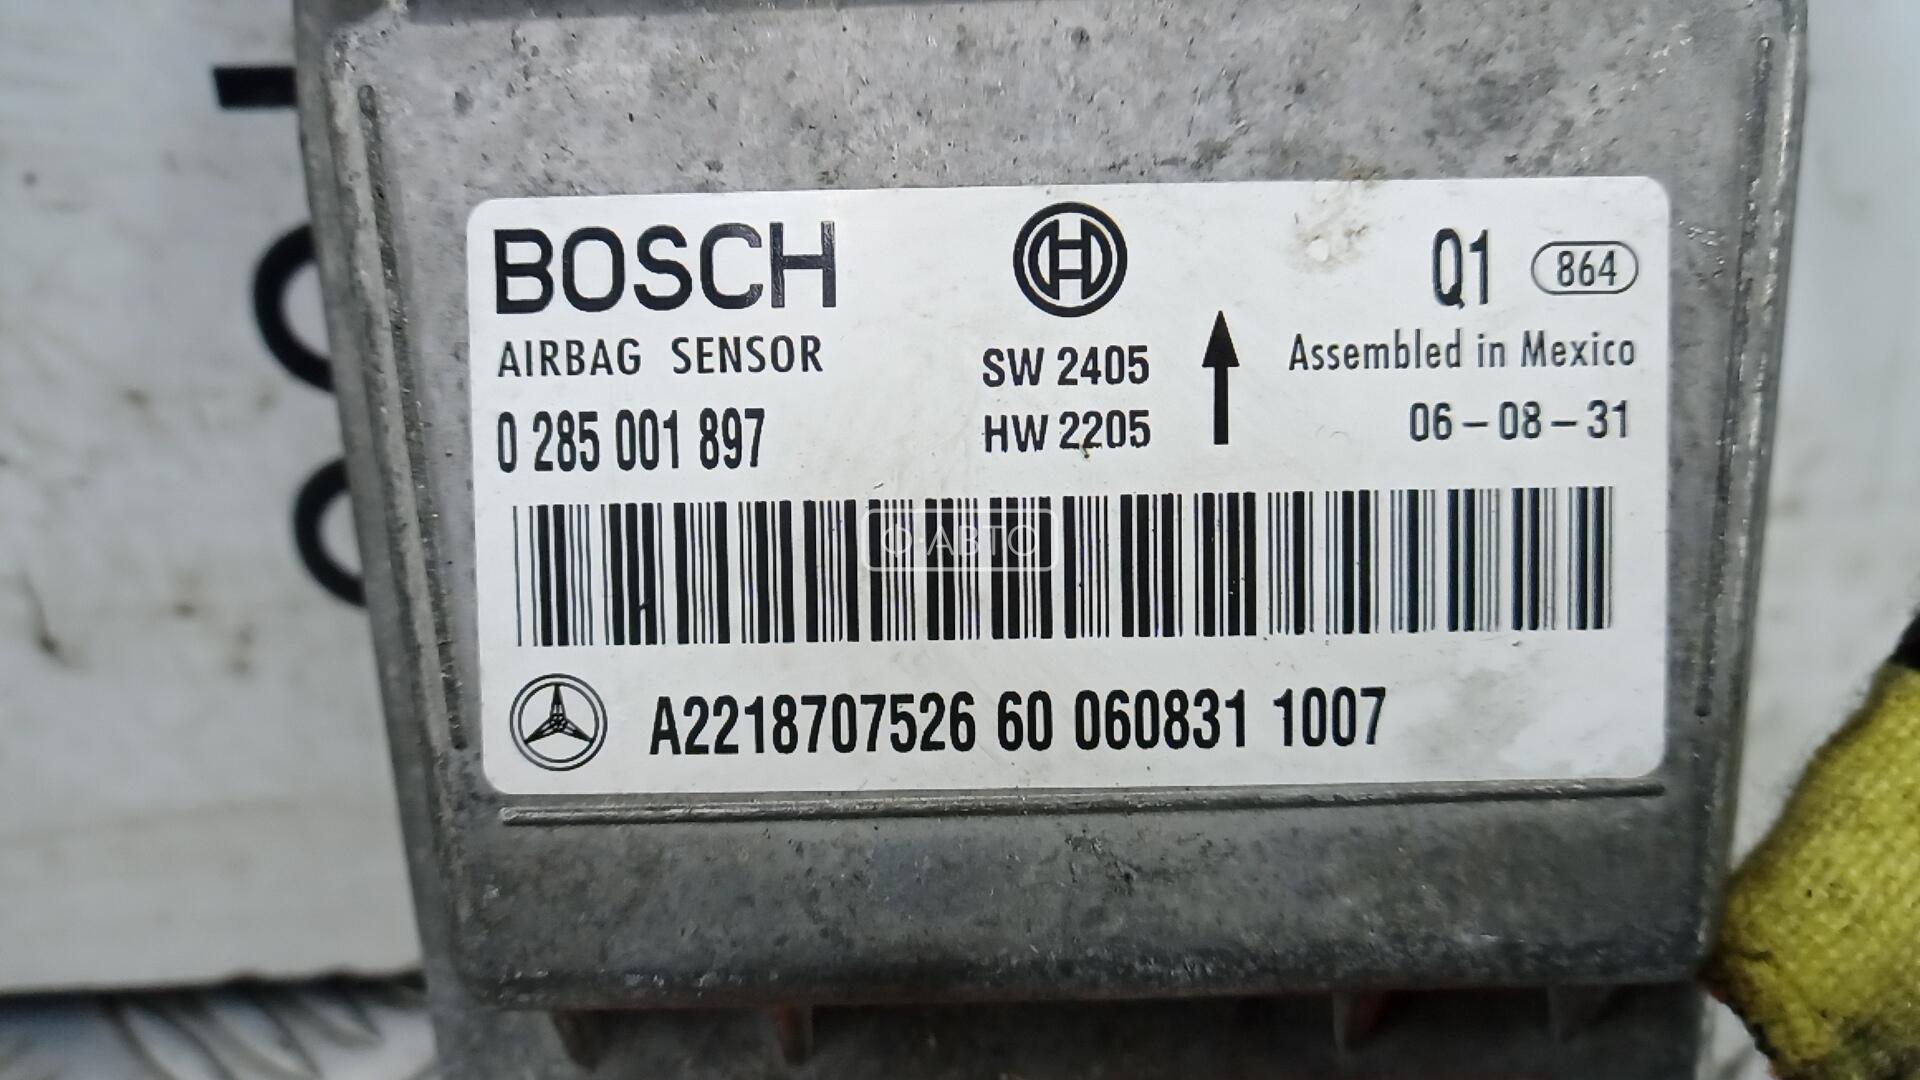 BOSCH
Q1 864
AIRBAG SENSOR
SW 2405
Assembled in Mexico
0 285 001 897
HW 2205
06-08-31
АВТО
A2218707526 60 060831 1007